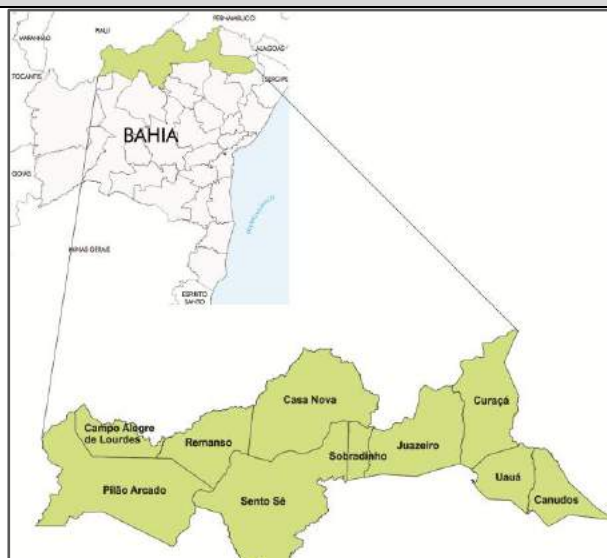 PERNAMBUCO
PIAUÍ
MARANHÃO
ALAGOAS
TOCANTIS
SERGIPE
BAHIA
GOIÁS
MINAS GERAIS
ESPÍRITO
SANTO
Casa Nova
Curaçá
Campo Alegre
de Lourdes
Remanso
Juazeiro
Sobradinho
Uauá
Pilão Arcado
Sento Sé
Canudos